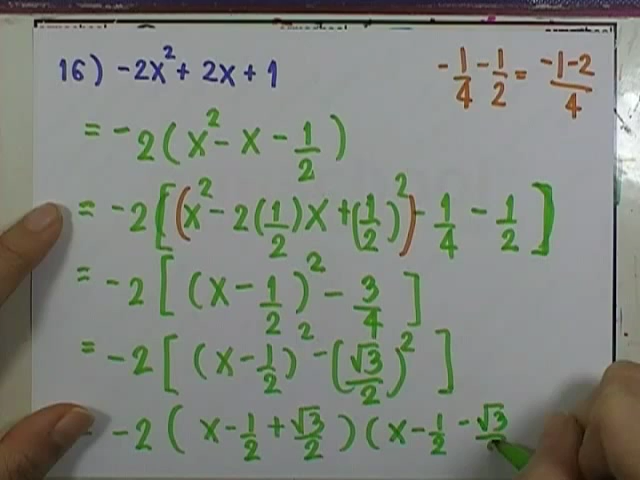 16) -2x² + 2x + 1
-1/4 - 1/2 = (-1-2)/4
= -2(x² - x - 1/2)
= -2[(x² - 2(1/2)x + (1/2)²) - 1/4 - 1/2]
= -2[(x - 1/2)² - 3/4]
= -2[(x - 1/2)² - (√3/2)²]
-2(x - 1/2 + √3/2)(x - 1/2 - √3/